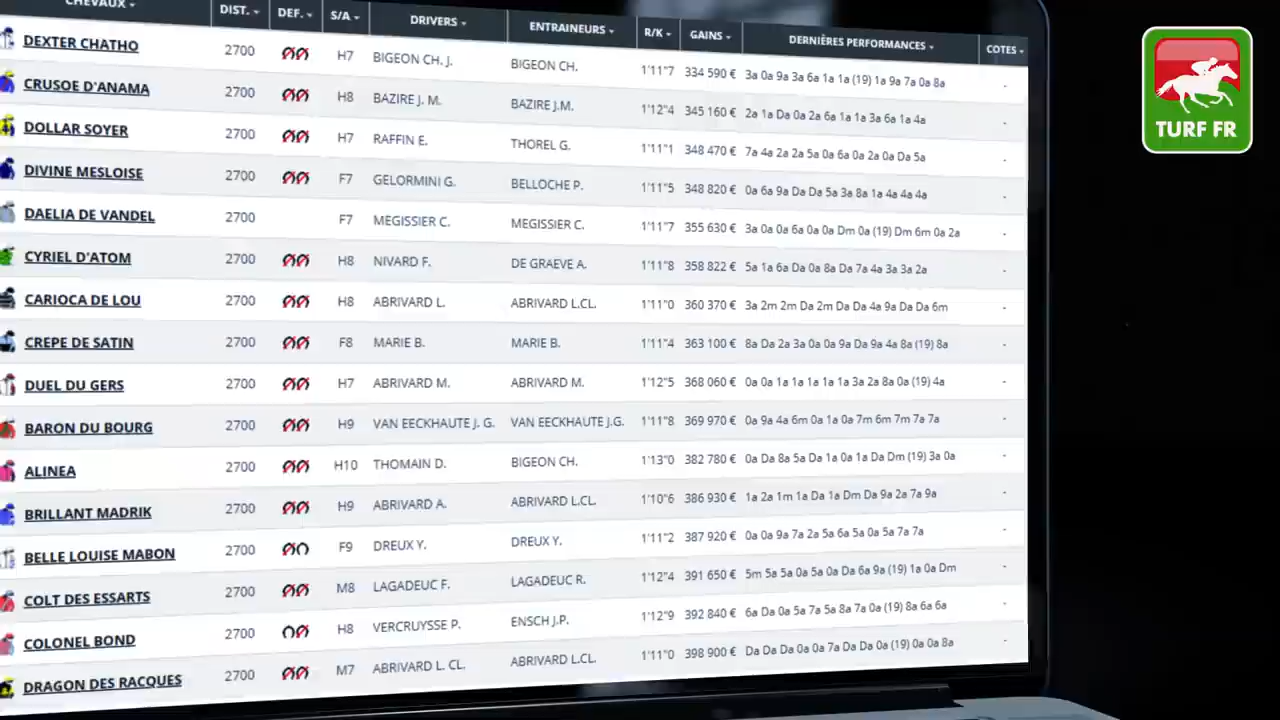 CHEVAUX DIST. DEF. S/A DRIVERS ENTRAINEURS R/K GAINS DERNIÈRES PERFORMANCES COTES
DEXTER CHATHO 2700 H7 BIGEON CH. J. BIGEON CH. 1'11"7 334 590 € 3a 0a 9a 3a 6a 1a 1a (19) 1a 9a 7a 0a 8a -
CRUSOE D'ANAMA 2700 H8 BAZIRE J. M. BAZIRE J.M. 1'12"4 345 160 € 2a 1a Da 0a 2a 6a 1a 1a 3a 6a 1a 4a -
DOLLAR SOYER 2700 H7 RAFFIN E. THOREL G. 1'11"1 348 470 € 7a 4a 2a 2a 5a 0a 6a 0a 2a 0a Da 5a -
DIVINE MESLOISE 2700 F7 GELORMINI G. BELLOCHE P. 1'11"5 348 820 € 0a 6a 9a Da Da 5a 3a 8a 1a 4a 4a 4a -
DAELIA DE VANDEL 2700 F7 MEGISSIER C. MEGISSIER C. 1'11"7 355 630 € 3a 0a 0a 6a 0a 0a Dm 0a (19) Dm 6m 0a 2a -
CYRIEL D'ATOM 2700 H8 NIVARD F. DE GRAEVE A. 1'11"8 358 822 € 5a 1a 6a Da 0a 8a Da 7a 4a 3a 3a 2a -
CARIOCA DE LOU 2700 H8 ABRIVARD L. ABRIVARD L.CL. 1'11"0 360 370 € 3a 2m 2m Da 2m Da Da 4a 9a Da Da 6m -
CREPE DE SATIN 2700 F8 MARIE B. MARIE B. 1'11"4 363 100 € 8a Da 2a 3a 0a 0a 9a Da 9a 4a 8a (19) 8a -
DUEL DU GERS 2700 H7 ABRIVARD M. ABRIVARD M. 1'12"5 368 060 € 0a 0a 1a 1a 1a 1a 1a 3a 2a 8a 0a (19) 4a -
BARON DU BOURG 2700 H9 VAN EECKHAUTE J. G. VAN EECKHAUTE J.G. 1'11"8 369 970 € 0a 9a 4a 6m 0a 1a 0a 7m 6m 7m 7a 7a -
ALINEA 2700 H10 THOMAIN D. BIGEON CH. 1'13"0 382 780 € 0a Da 8a 5a Da 1a 0a 1a Da Dm (19) 3a 0a -
BRILLANT MADRIK 2700 H9 ABRIVARD A. ABRIVARD L.CL. 1'10"6 386 930 € 1a 2a 1m 1a Da 1a Dm Da 9a 2a 7a 9a -
BELLE LOUISE MABON 2700 F9 DREUX Y. DREUX Y. 1'11"2 387 920 € 0a 0a 9a 7a 2a 5a 6a 5a 0a 5a 7a 7a -
COLT DES ESSARTS 2700 M8 LAGADEUC F. LAGADEUC R. 1'12"4 391 650 € 5m 5a 5a 0a 5a 0a Da 6a 9a (19) 1a 0a Dm -
COLONEL BOND 2700 H8 VERCRUYSSE P. ENSCH J.P. 1'12"9 392 840 € 6a Da 0a 5a 7a 5a 8a 7a 0a (19) 8a 6a 6a -
DRAGON DES RACQUES 2700 M7 ABRIVARD L. CL. ABRIVARD L.CL. 1'11"0 398 900 € Da Da Da 0a 0a 7a Da Da 0a (19) 0a 0a 8a -
TURF FR